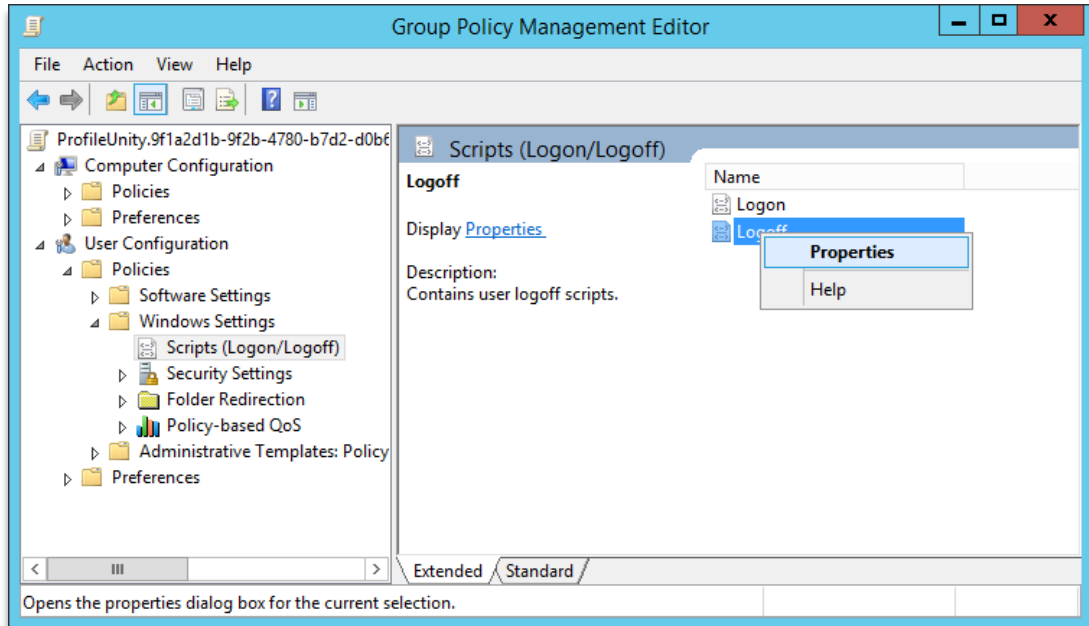 Group Policy Management Editor
File Action View Help
ProfileUnity.9f1a2d1b-9f2b-4780-b7d2-d0b6
Computer Configuration
Policies
Preferences
User Configuration
Policies
Software Settings
Windows Settings
Scripts (Logon/Logoff)
Security Settings
Folder Redirection
Policy-based QoS
Administrative Templates: Policy
Preferences
Scripts (Logon/Logoff)
Logoff
Display Properties
Description:
Contains user logoff scripts.
Name
Logon
Logoff
Properties
Help
Extended Standard
Opens the properties dialog box for the current selection.